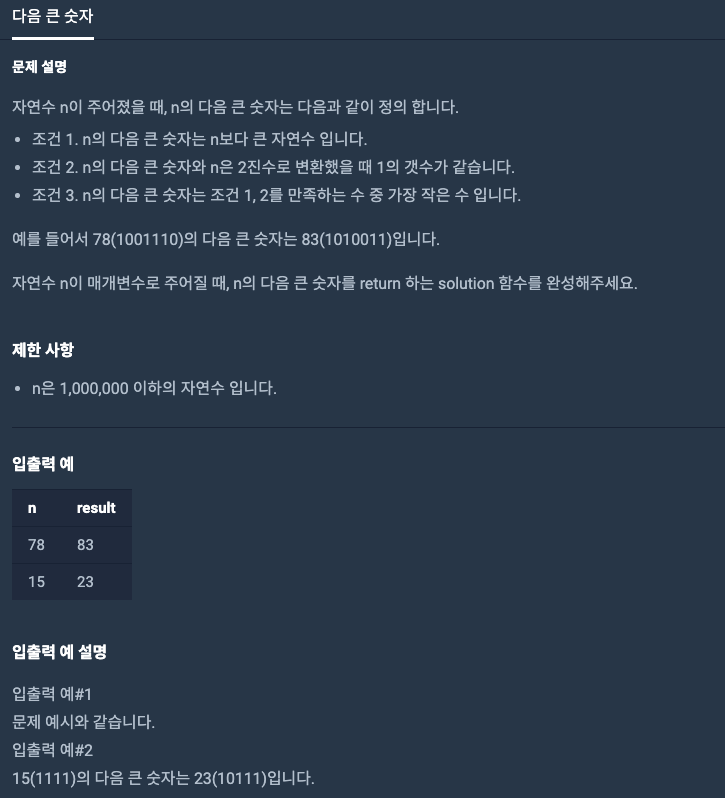 다음 큰 숫자
문제 설명
자연수 n이 주어졌을 때, n의 다음 큰 숫자는 다음과 같이 정의 합니다.
• 조건 1. n의 다음 큰 숫자는 n보다 큰 자연수 입니다.
• 조건 2. n의 다음 큰 숫자와 n은 2진수로 변환했을 때 1의 갯수가 같습니다.
• 조건 3. n의 다음 큰 숫자는 조건 1, 2를 만족하는 수 중 가장 작은 수 입니다.
예를 들어서 78(1001110)의 다음 큰 숫자는 83(1010011)입니다.
자연수 n이 매개변수로 주어질 때, n의 다음 큰 숫자를 return 하는 solution 함수를 완성해주세요.
제한 사항
• n은 1,000,000 이하의 자연수 입니다.
입출력 예
n result
78 83
15 23
입출력 예 설명
입출력 예#1
문제 예시와 같습니다.
입출력 예#2
15(1111)의 다음 큰 숫자는 23(10111)입니다.